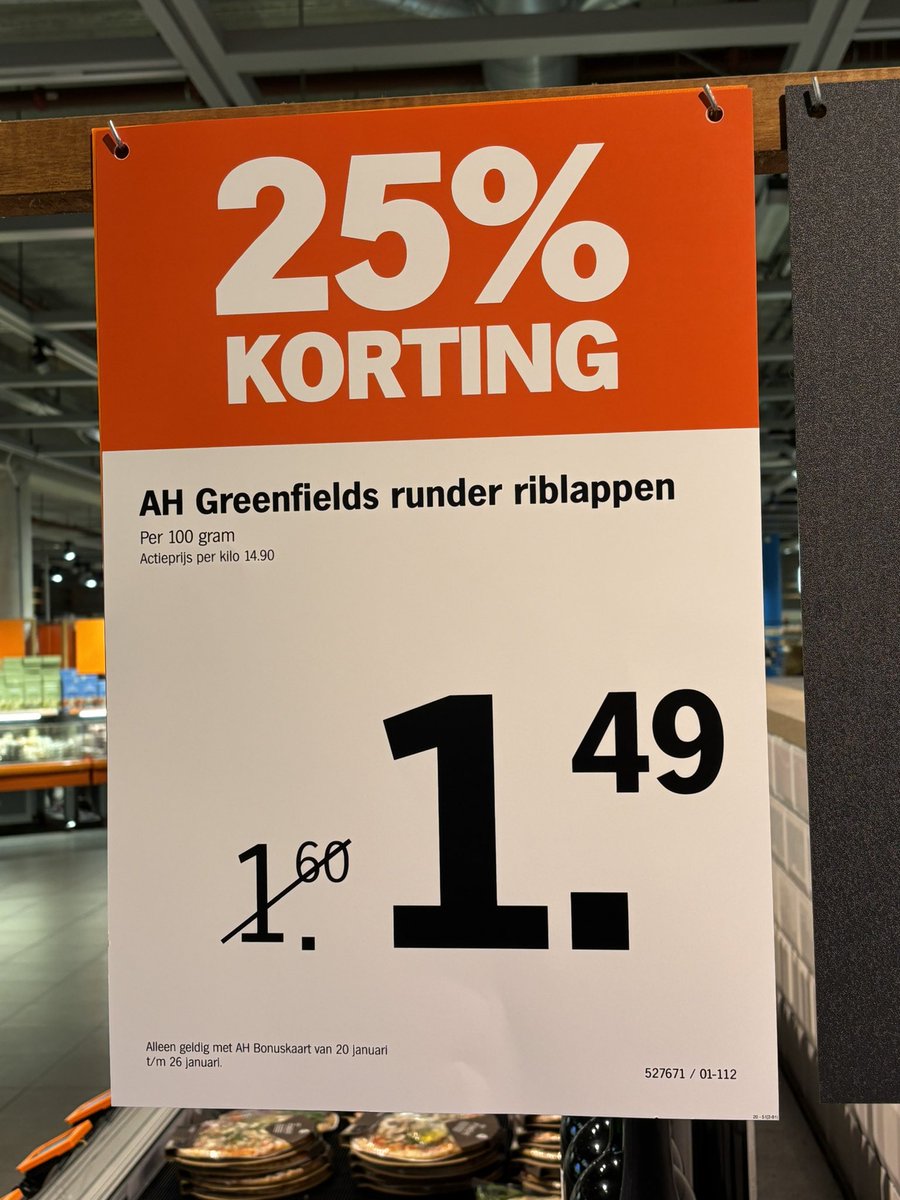 25%
KORTING
AH Greenfields runder riblappen
Per 100 gram
Actieprijs per kilo 14.90
1.49
1.60
Alleen geldig met AH Bonuskaart van 20 januari
t/m 26 januari.
527671 / 01-112